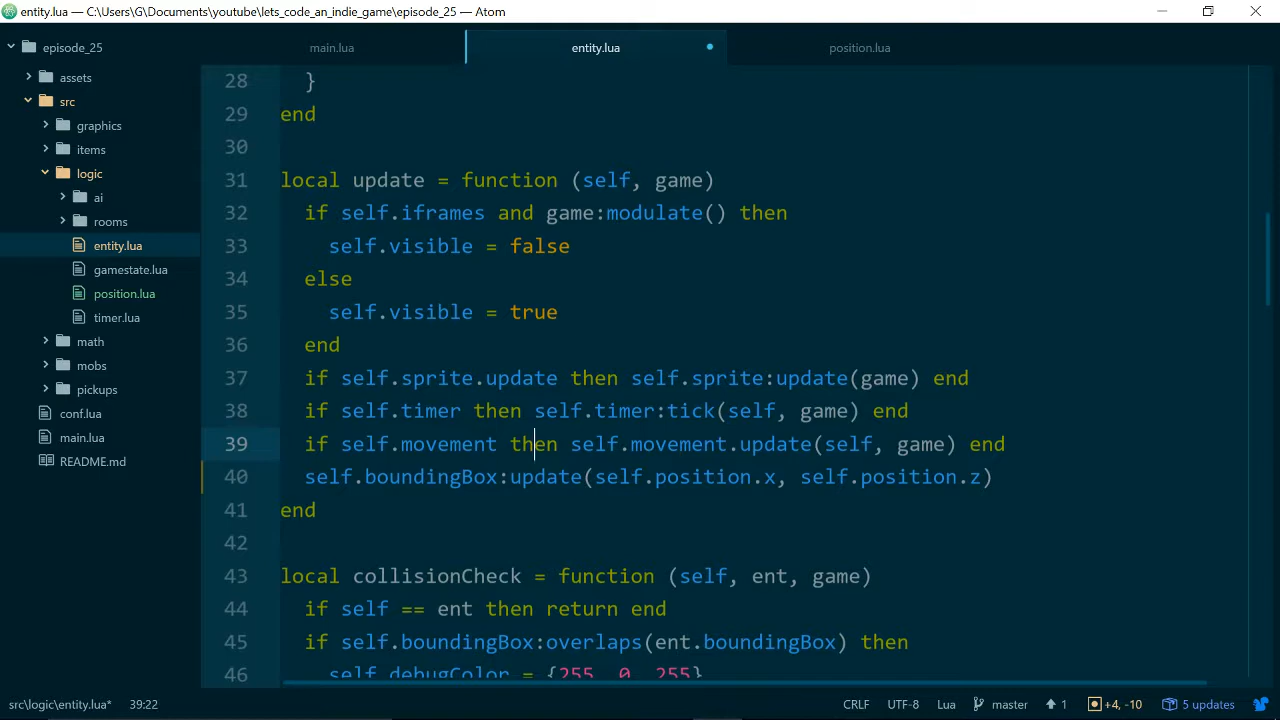 entity.lua — C:\Users\G\Documents\youtube\lets_code_an_indie_game\episode_25 — Atom
episode_25
main.lua
entity.lua
position.lua
assets
src
graphics
items
logic
ai
rooms
entity.lua
gamestate.lua
position.lua
timer.lua
math
mobs
pickups
conf.lua
main.lua
README.md
28 }
29 end
30
31 local update = function (self, game)
32 if self.iframes and game:modulate() then
33 self.visible = false
34 else
35 self.visible = true
36 end
37 if self.sprite.update then self.sprite:update(game) end
38 if self.timer then self.timer:tick(self, game) end
39 if self.movement then self.movement.update(self, game) end
40 self.boundingBox:update(self.position.x, self.position.z)
41 end
42
43 local collisionCheck = function (self, ent, game)
44 if self == ent then return end
45 if self.boundingBox:overlaps(ent.boundingBox) then
46 self.debugColor = {255, 0, 255}
src\logic\entity.lua* 39:22
CRLF UTF-8 Lua master 1 +4, -10 5 updates